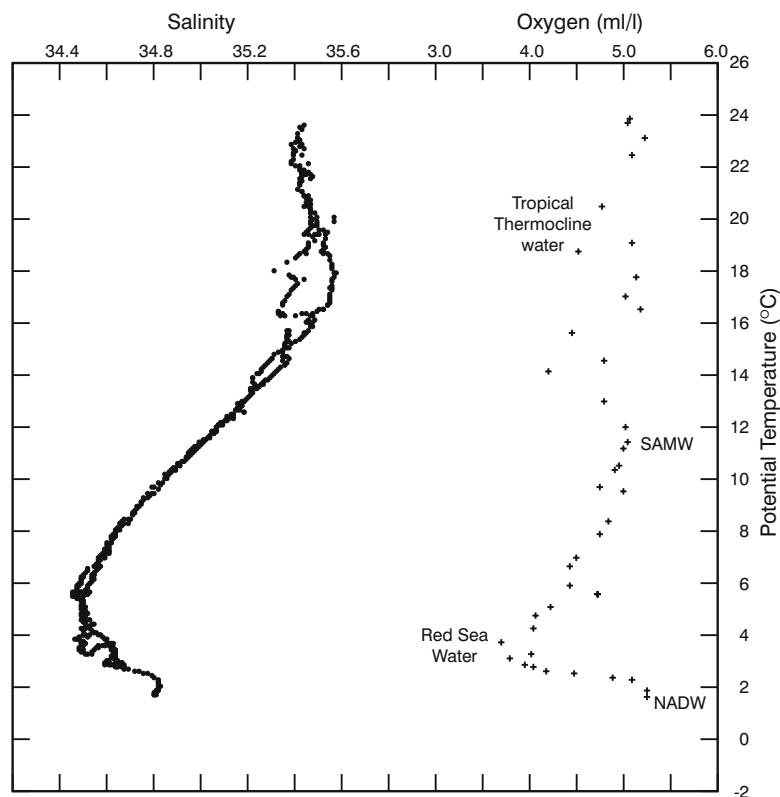 Salinity Oxygen (ml/l)
34.4 34.8 35.2 35.6 3.0 4.0 5.0 6.0
26
24
22
Tropical
Thermocline
water
20
18
16
14
12
SAMW
10
8
6
4
Red Sea
Water
2
NADW
0
-2
Potential Temperature (°C)